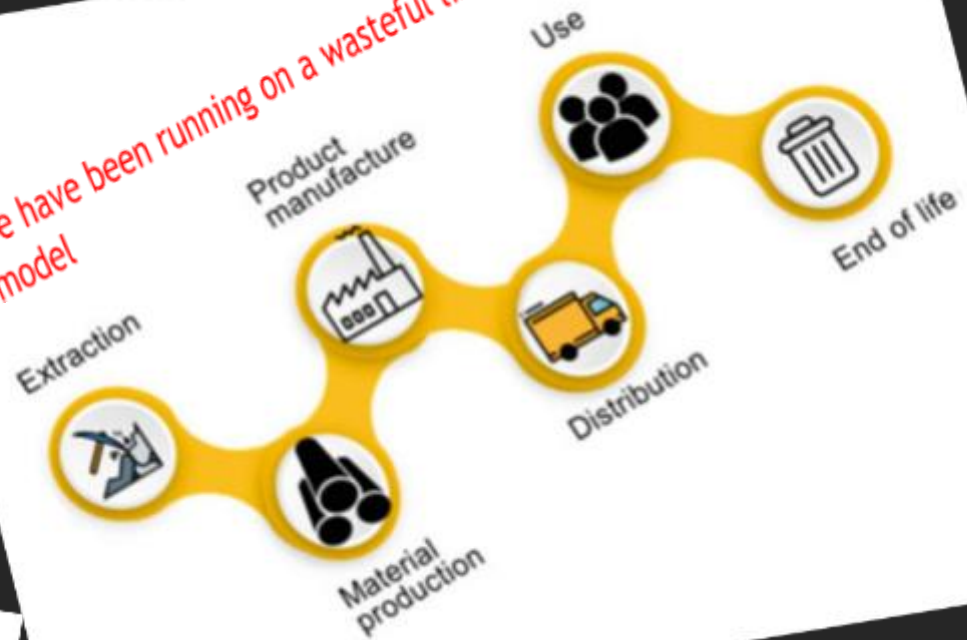 have been running on a wasteful
model
Use
Product
manufacture
End of life
Extraction
Distribution
Material
production